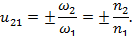 u₂₁ = ± ω₂/ω₁ = ± n₂/n₁.